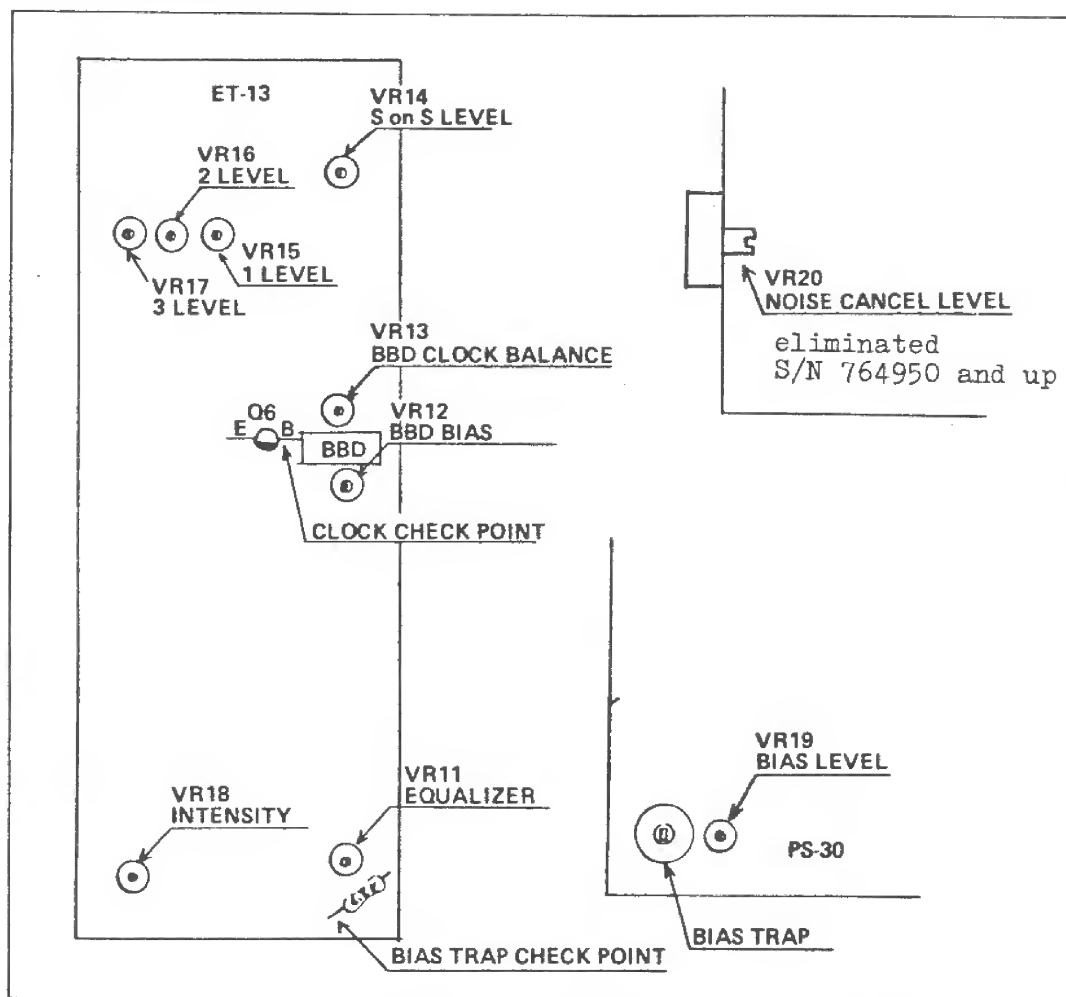 ET-13
VR14
S on S LEVEL
VR16
2 LEVEL
VR15
1 LEVEL
VR17
3 LEVEL
VR20
NOISE CANCEL LEVEL
eliminated
S/N 764950 and up
VR13
BBD CLOCK BALANCE
VR12
BBD BIAS
E Q6 B
BBD
CLOCK CHECK POINT
VR19
BIAS LEVEL
VR11
EQUALIZER
VR18
INTENSITY
PS-30
BIAS TRAP
BIAS TRAP CHECK POINT